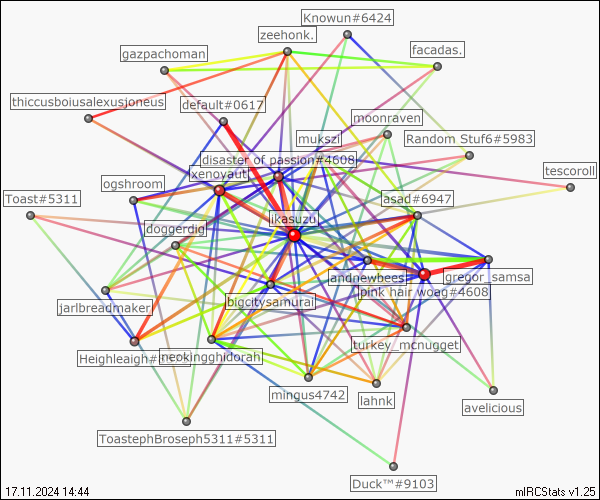 Knowun#6424
zeehonk.
facadas.
gazpachoman
thiccusboiusalexusjoneus
default#0617
moonraven
mukszi
Random Stuf6#5983
disaster of passion#4608
xenoyaut
tescoroll
ogshroom
Toast#5311
asad#6947
ikasuzu
doggerdig
andnewbees
gregor_samsa
pink hair woag#4608
bigcitysamurai
jarlbreadmaker
turkey_mcnugget
nerokingghidorah
mingus4742
lahnk
avelicious
ToastephBroseph5311#5311
Duck™#9103
17.11.2024 14:44
mIRCStats v1.25